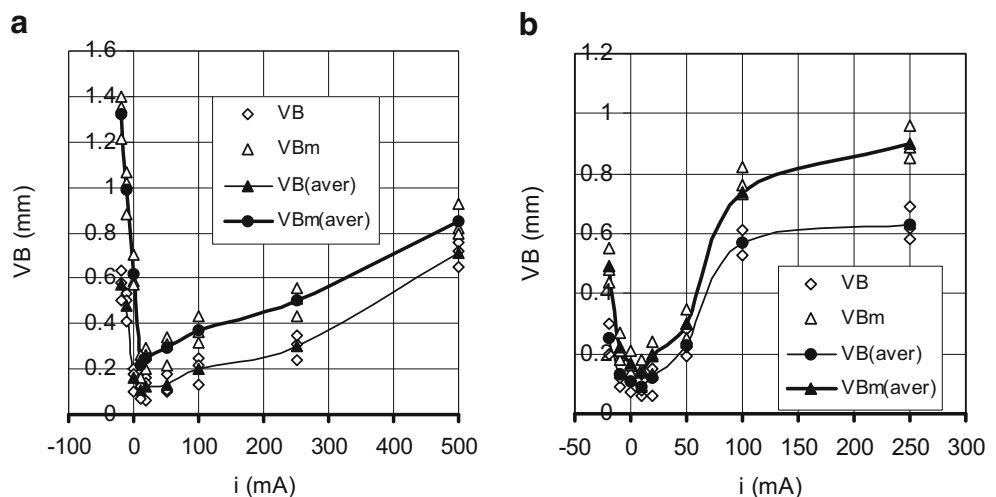 a
VB (mm)
1.6
1.4
1.2
1
0.8
0.6
0.4
0.2
0
-100 0 100 200 300 400 500
i (mA)
VB
VBm
VB(aver)
VBm(aver)
b
VB (mm)
1.2
1
0.8
0.6
0.4
0.2
0
-50 0 50 100 150 200 250 300
i (mA)
VB
VBm
VB(aver)
VBm(aver)